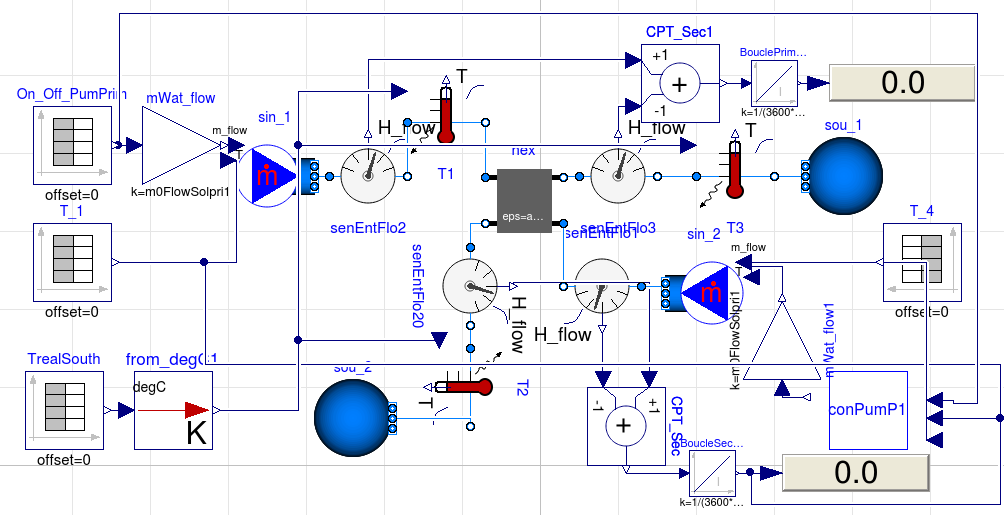 CPT_Sec1
+1
-1
BouclePrim...
k=1/(3600*...
0.0
On_Off_PumPrim
offset=0
mWat_flow
m_flow
k=m0FlowSolpri1
sin_1
T
ṁ
H_flow
senEntFlo2
T
T1
hex
eps=a...
H_flow
senEntFlo3
senEntFlo1
T
T3
sou_1
T_1
offset=0
T_4
offset=0
sin_2
m_flow
T
ṁ
senEntFlo20
H_flow
H_flow
k=m0FlowSolpri1
mWat_flow1
TrealSouth
offset=0
from_degC1
degC
K
sou_2
T
T2
-1
+1
+
CPT_Sec
conPumP1
BoucleSec...
k=1/(3600*...
0.0